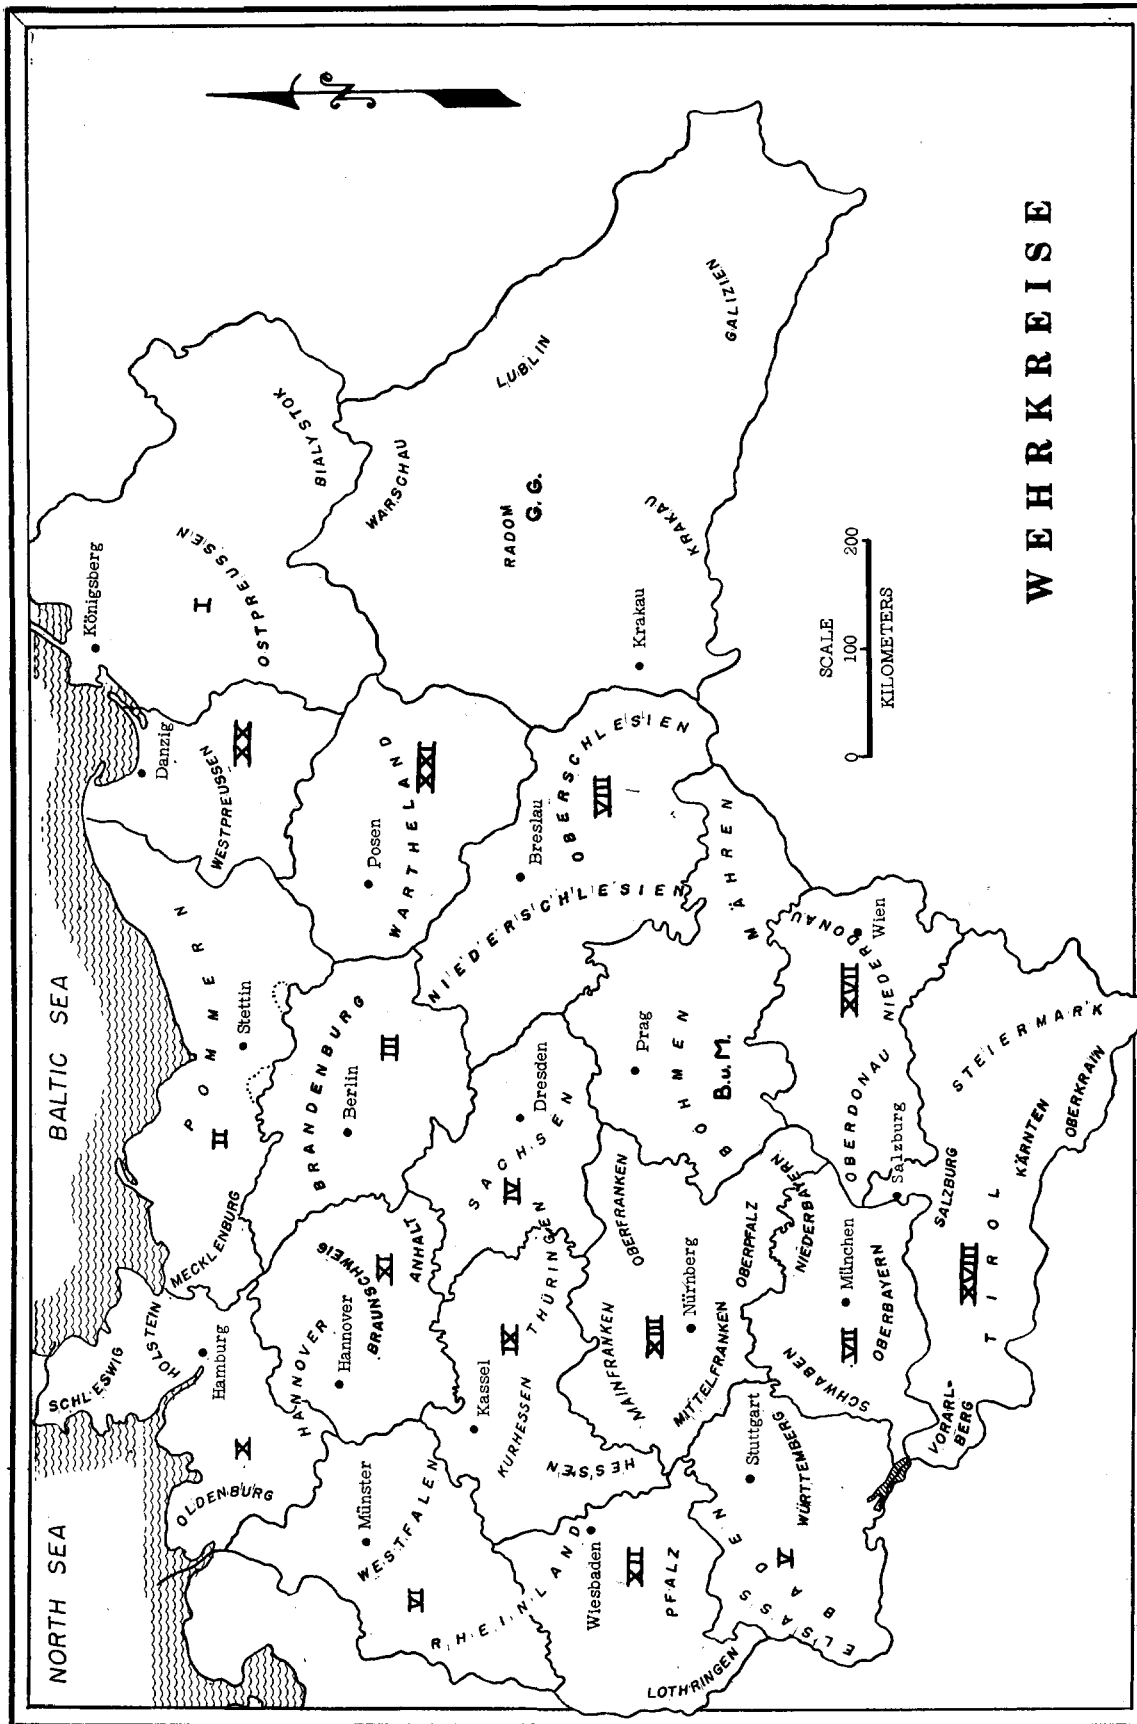 NORTH SEA
BALTIC SEA
N
SCHLESWIG
HOLSTEIN
Hamburg
X
OLDENBURG
HANNOVER
MECKLENBURG
II
POMMERN
Stettin
Danzig
WESTPREUSSEN
XX
Königsberg
I
OSTPREUSSEN
BIALYSTOK
Münster
WESTFALEN
VI
RHEINLAND
Hannover
BRAUNSCHWEIG
XI
ANHALT
BRANDENBURG
Berlin
III
Posen
WARTHELAND
XXI
WARSCHAU
LUBLIN
RADOM
G.G.
KRAKAU
Krakau
GALIZIEN
Kassel
KURHESSEN
IX
THÜRINGEN
HESSEN
SACHSEN
IV
Dresden
NIEDERSCHLESIEN
Breslau
OBERSCHLESIEN
VIII
Wiesbaden
XII
PFALZ
LOTHRINGEN
MAINFRANKEN
OBERFRANKEN
XIII
Nürnberg
MITTELFRANKEN
OBERPFALZ
Prag
BOHMEN
B.u.M.
MÄHREN
Stuttgart
WÜRTTEMBERG
V
BADEN
ELSASS
SCHWABEN
VII
München
OBERBAYERN
NIEDERBAYERN
OBERDONAU
Salzburg
XVII
NIEDERDONAU
Wien
VORARL-
BERG
TIROL
XVIII
SALZBURG
KÄRNTEN
STEIERMARK
OBERKRAIN
SCALE
0 100 200
KILOMETERS
WEHRKREISE